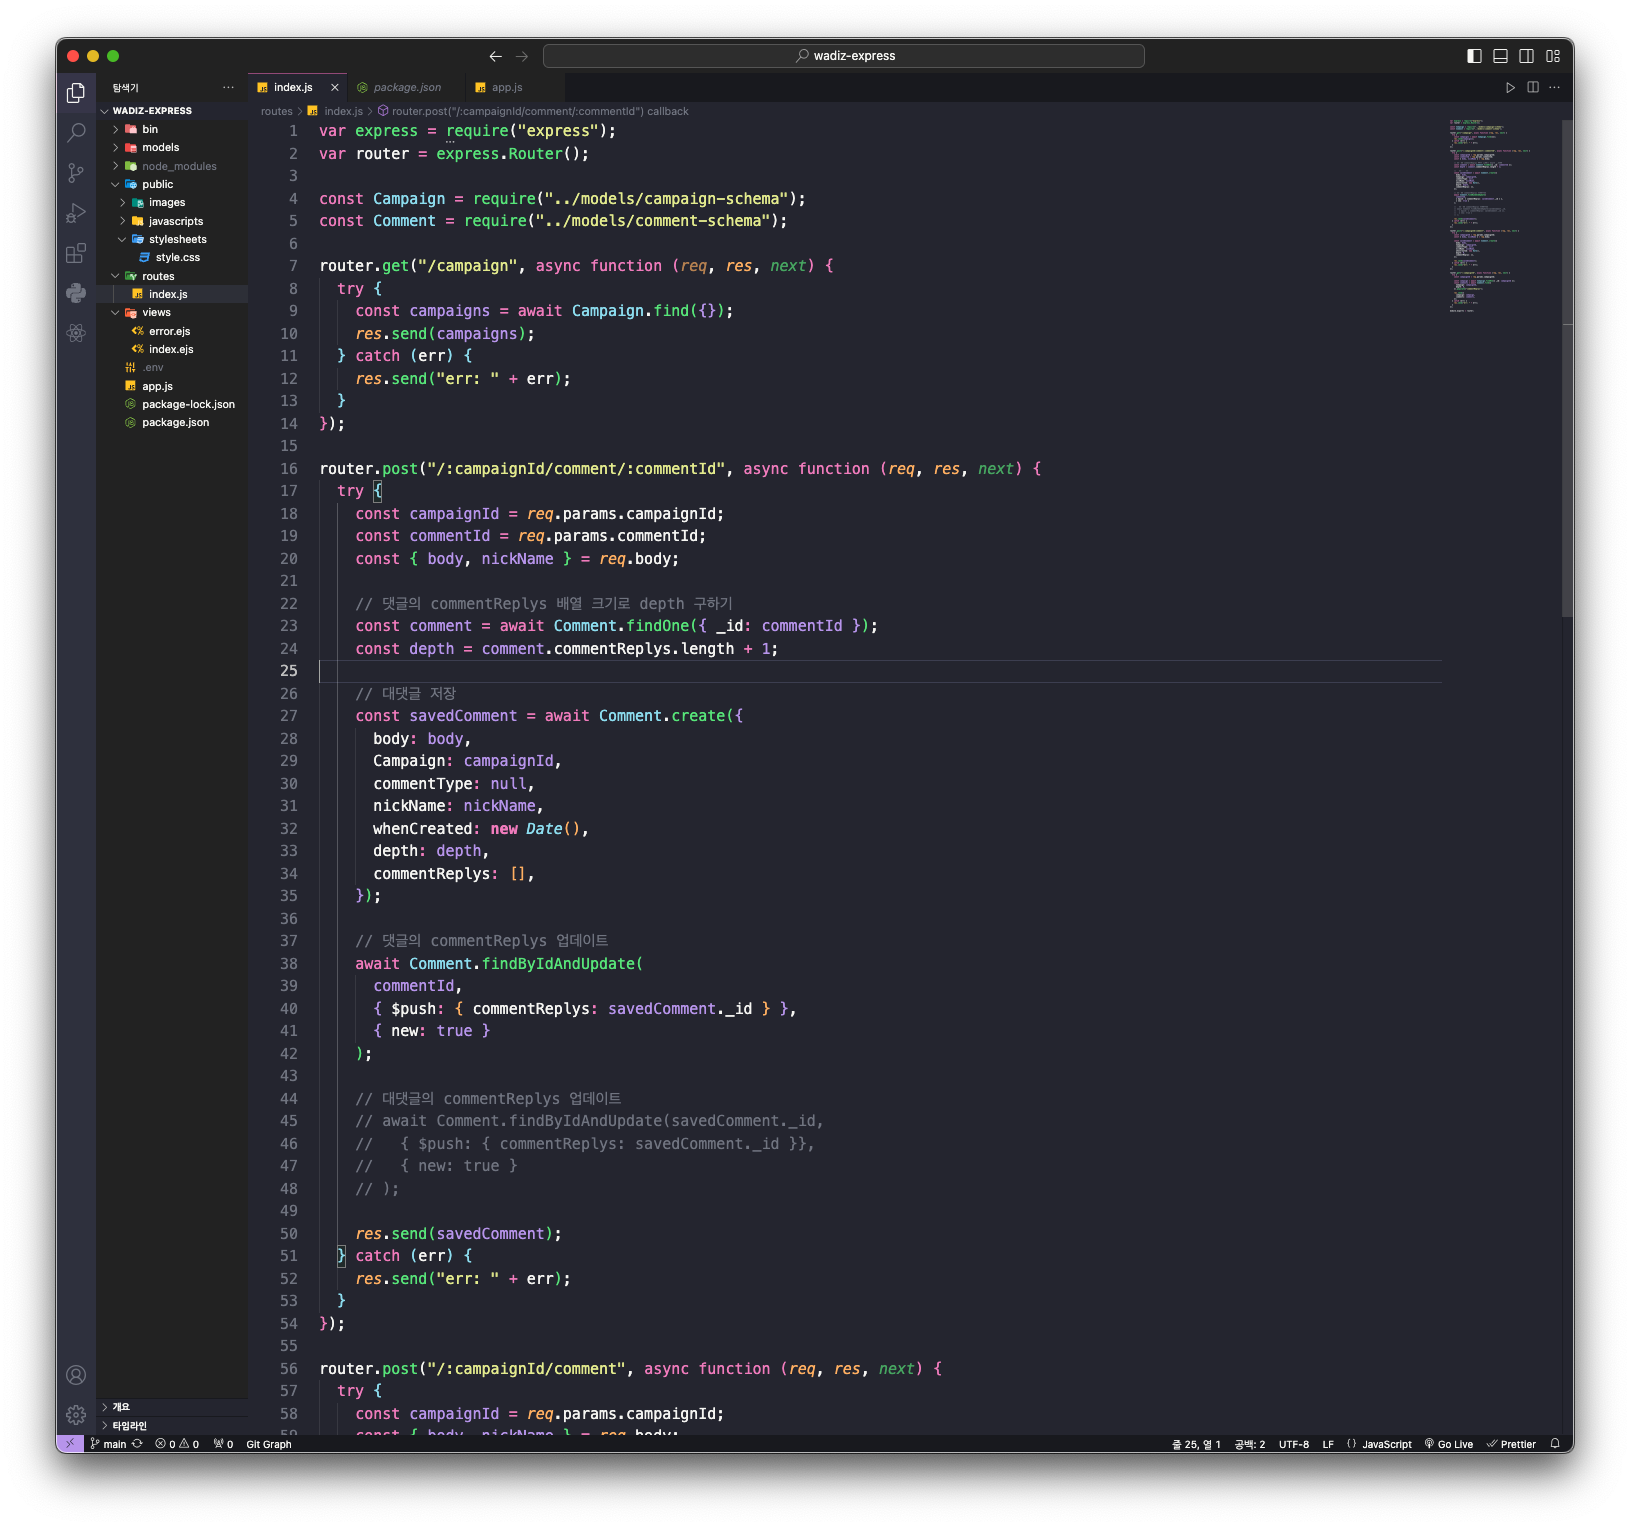 wadiz-express
탐색기
WADIZ-EXPRESS
bin
models
node_modules
public
images
javascripts
stylesheets
style.css
routes
index.js
views
error.ejs
index.ejs
.env
app.js
package-lock.json
package.json
개요
타임라인
index.js
package.json
app.js
routes > index.js > router.post("/:campaignId/comment/:commentId") callback
1 var express = require("express");
2 var router = express.Router();
3
4 const Campaign = require("../models/campaign-schema");
5 const Comment = require("../models/comment-schema");
6
7 router.get("/campaign", async function (req, res, next) {
8 try {
9 const campaigns = await Campaign.find({});
10 res.send(campaigns);
11 } catch (err) {
12 res.send("err: " + err);
13 }
14 });
15
16 router.post("/:campaignId/comment/:commentId", async function (req, res, next) {
17 try {
18 const campaignId = req.params.campaignId;
19 const commentId = req.params.commentId;
20 const { body, nickName } = req.body;
21
22 // 댓글의 commentReplys 배열 크기로 depth 구하기
23 const comment = await Comment.findOne({ _id: commentId });
24 const depth = comment.commentReplys.length + 1;
25
26 // 대댓글 저장
27 const savedComment = await Comment.create({
28 body: body,
29 Campaign: campaignId,
30 commentType: null,
31 nickName: nickName,
32 whenCreated: new Date(),
33 depth: depth,
34 commentReplys: [],
35 });
36
37 // 댓글의 commentReplys 업데이트
38 await Comment.findByIdAndUpdate(
39 commentId,
40 { $push: { commentReplys: savedComment._id } },
41 { new: true }
42 );
43
44 // 대댓글의 commentReplys 업데이트
45 // await Comment.findByIdAndUpdate(savedComment._id,
46 // { $push: { commentReplys: savedComment._id }},
47 // { new: true }
48 // );
49
50 res.send(savedComment);
51 } catch (err) {
52 res.send("err: " + err);
53 }
54 });
55
56 router.post("/:campaignId/comment", async function (req, res, next) {
57 try {
58 const campaignId = req.params.campaignId;
59 const { body, nickName } = req.body;
main 0 0 0 Git Graph 줄 25, 열 1 공백: 2 UTF-8 LF {} JavaScript Go Live Prettier